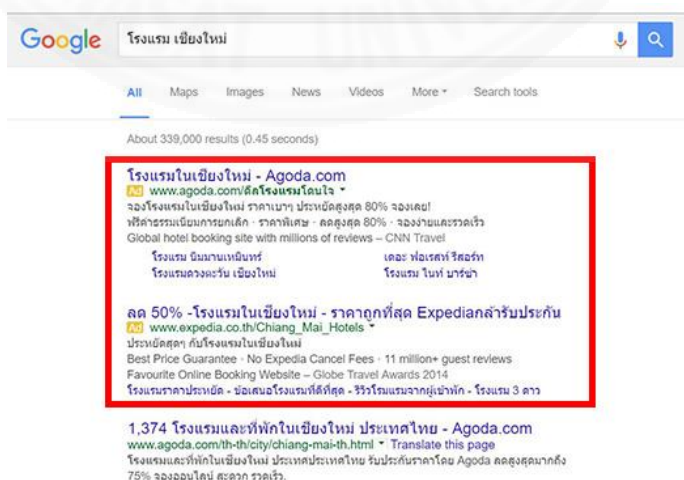 Google โรงแรม เชียงใหม่
All Maps Images News Videos More Search tools
About 339,000 results (0.45 seconds)
โรงแรมในเชียงใหม่ - Agoda.com
Ad www.agoda.com/ดีลโรงแรมโดนใจ
จองโรงแรมในเชียงใหม่ ราคาเบาๆ ประหยัดสูงสุด 80% จองเลย!
ฟรีค่าธรรมเนียมการยกเลิก · ราคาพิเศษ · ลดสูงสุด 80% · จองง่ายและรวดเร็ว
Global hotel booking site with millions of reviews – CNN Travel
โรงแรม นิมมานเหมินทร์ เดอะ ฟอเรสท์ รีสอร์ท
โรงแรมดวงตะวัน เชียงใหม่ โรงแรม ไนท์ บาร์ซ่า
ลด 50% -โรงแรมในเชียงใหม่ - ราคาถูกที่สุด Expediaกล้ารับประกัน
Ad www.expedia.co.th/Chiang_Mai_Hotels
ประหยัดสุดๆ กับโรงแรมในเชียงใหม่
Best Price Guarantee · No Expedia Cancel Fees · 11 million+ guest reviews
Favourite Online Booking Website – Globe Travel Awards 2014
โรงแรมราคาประหยัด - ข้อเสนอโรงแรมที่ดีที่สุด - รีวิวโรงแรมจากผู้เข้าพัก - โรงแรม 3 ดาว
1,374 โรงแรมและที่พักในเชียงใหม่ ประเทศไทย - Agoda.com
www.agoda.com/th-th/city/chiang-mai-th.html Translate this page
โรงแรมและที่พักในเชียงใหม่ ประเทศประเทศไทย รับประกันราคาโดย Agoda ลดสูงสุดมากถึง
75% จองออนไลน์ สะดวก รวดเร็ว.